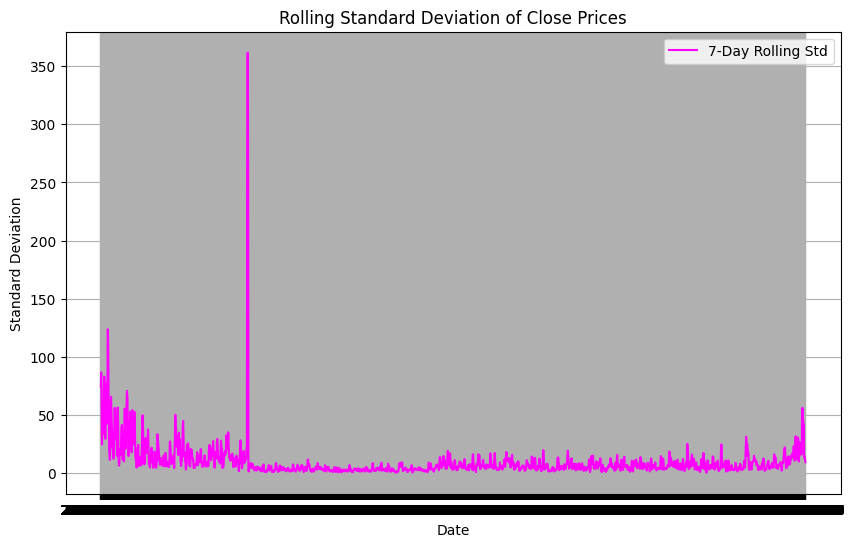 Rolling Standard Deviation of Close Prices
7-Day Rolling Std
350
300
250
200
150
100
50
0
Standard Deviation
Date